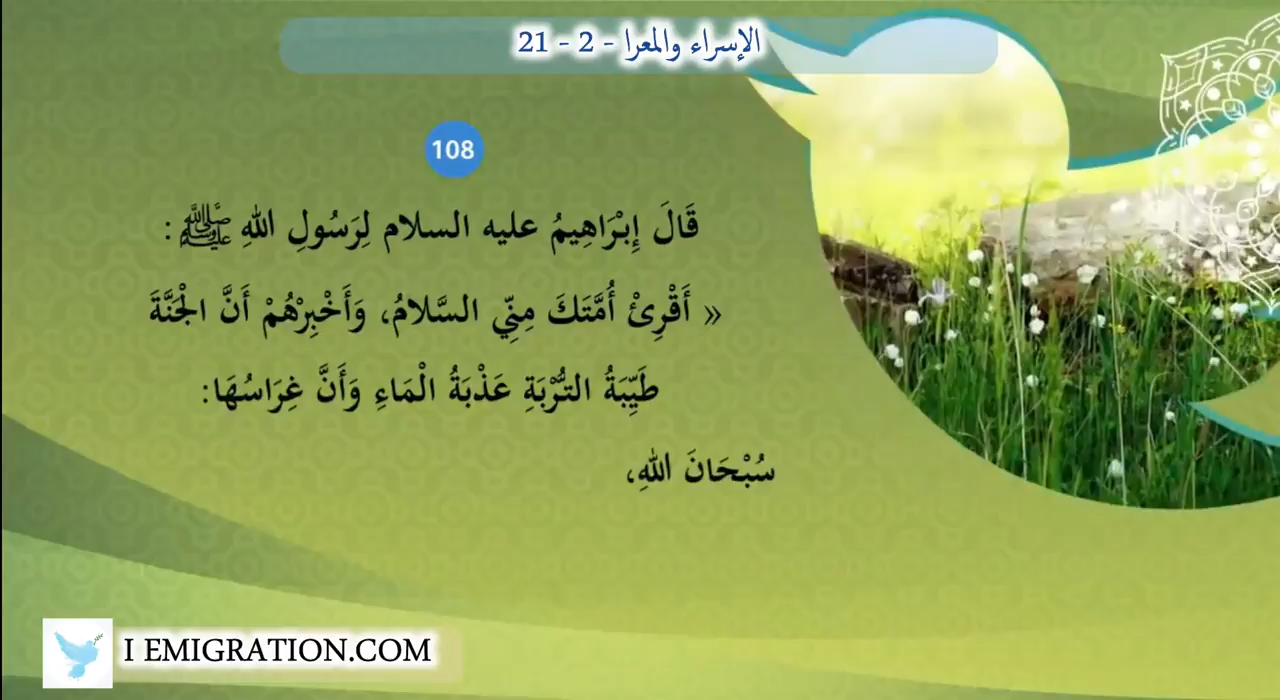 الإسراء والمعرا - 2 - 21
108
قَالَ إِبْرَاهِيمُ عليه السلام لِرَسُولِ اللهِ ﷺ :
« أَقْرِئْ أُمَّتَكَ مِنِّي السَّلامُ، وَأَخْبِرْهُمْ أَنَّ الْجَنَّةَ
طَيِّبَةُ التُّرْبَةِ عَذْبَةُ الْمَاءِ وَأَنَّ غِرَاسُهَا:
سُبْحَانَ اللهِ،
I EMIGRATION.COM